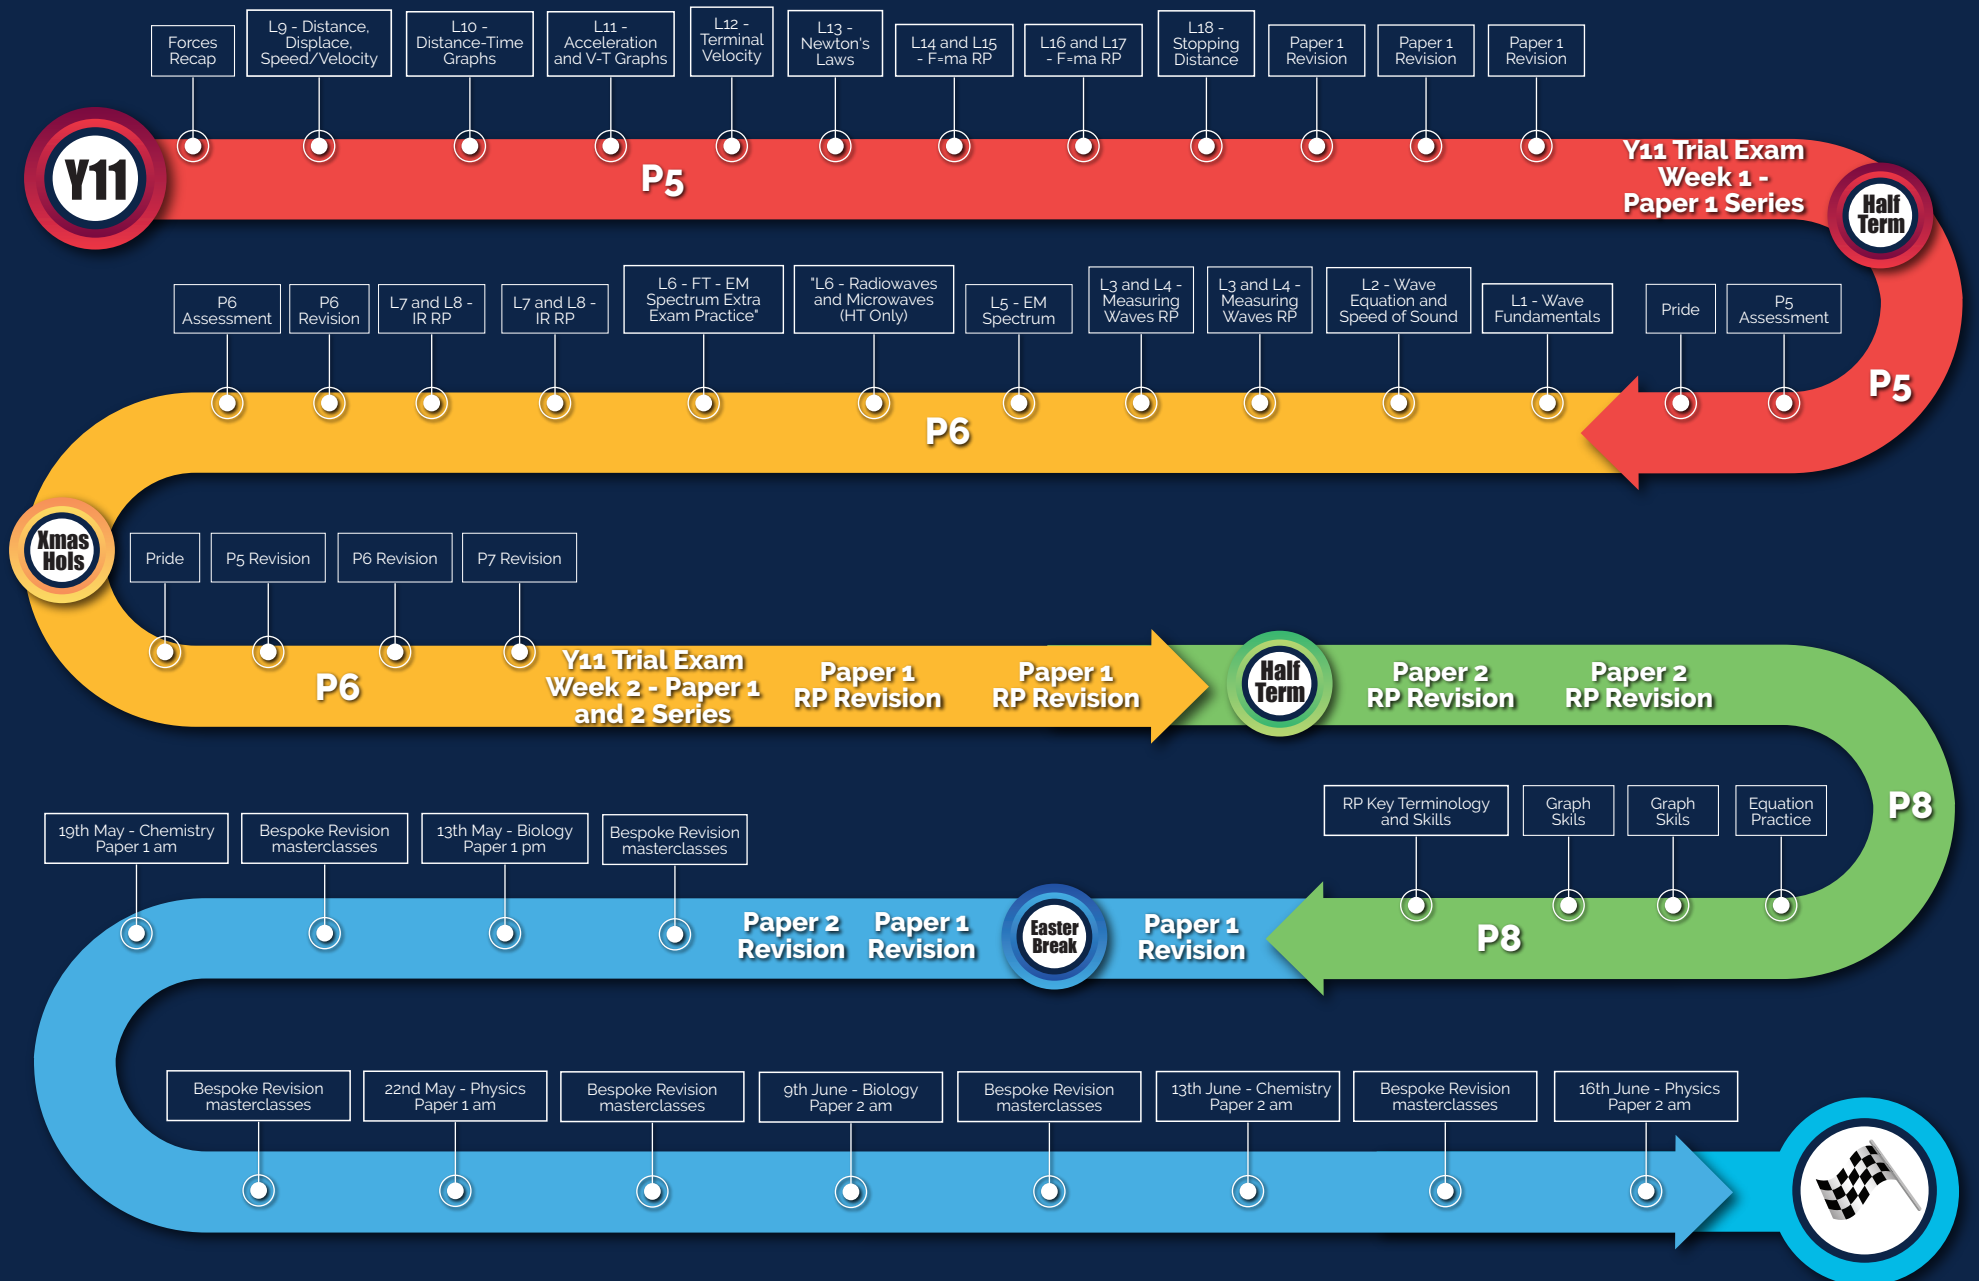 Forces
Recap
L9 - Distance,
Displace,
Speed/Velocity
L10 -
Distance-Time
Graphs
L11 -
Acceleration
and V-T Graphs
L12 -
Terminal
Velocity
L13 -
Newton's
Laws
L14 and L15
- F=ma RP
L16 and L17
- F=ma RP
L18 -
Stopping
Distance
Paper 1
Revision
Paper 1
Revision
Paper 1
Revision
Y11
P5
Y11 Trial Exam
Week 1 -
Paper 1 Series
Half
Term
P6
Assessment
P6
Revision
L7 and L8 -
IR RP
L7 and L8 -
IR RP
L6 - FT - EM
Spectrum Extra
Exam Practice"
"L6 - Radiowaves
and Microwaves
(HT Only)
L5 - EM
Spectrum
L3 and L4 -
Measuring
Waves RP
L3 and L4 -
Measuring
Waves RP
L2 - Wave
Equation and
Speed of Sound
L1 - Wave
Fundamentals
Pride
P5
Assessment
P5
P6
Xmas
Hols
Pride
P5 Revision
P6 Revision
P7 Revision
P6
Y11 Trial Exam
Week 2 - Paper 1
and 2 Series
Paper 1
RP Revision
Paper 1
RP Revision
Half
Term
Paper 2
RP Revision
Paper 2
RP Revision
P8
19th May - Chemistry
Paper 1 am
Bespoke Revision
masterclasses
13th May - Biology
Paper 1 pm
Bespoke Revision
masterclasses
RP Key Terminology
and Skills
Graph
Skils
Graph
Skils
Equation
Practice
Paper 2
Revision
Paper 1
Revision
Easter
Break
Paper 1
Revision
P8
Bespoke Revision
masterclasses
22nd May - Physics
Paper 1 am
Bespoke Revision
masterclasses
9th June - Biology
Paper 2 am
Bespoke Revision
masterclasses
13th June - Chemistry
Paper 2 am
Bespoke Revision
masterclasses
16th June - Physics
Paper 2 am